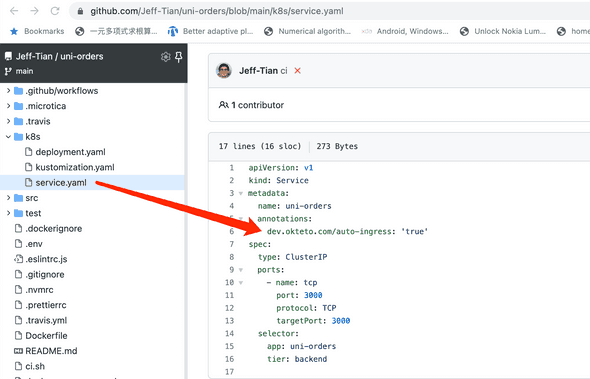 github.com/Jeff-Tian/uni-orders/blob/main/k8s/service.yaml
Bookmarks 一元多项式求根算... Better adaptive pl... Numerical algorith... Android, Windows... Unlock Nokia Lum... home
Jeff-Tian / uni-orders
main
.github/workflows
.microtica
.travis
k8s
deployment.yaml
kustomization.yaml
service.yaml
src
test
.dockerignore
.env
.eslintrc.js
.gitignore
.nvmrc
.prettierrc
.travis.yml
Dockerfile
README.md
ci.sh
Jeff-Tian ci
1 contributor
17 lines (16 sloc) 273 Bytes
1 apiVersion: v1
2 kind: Service
3 metadata:
4 name: uni-orders
5 annotations:
6 dev.okteto.com/auto-ingress: 'true'
7 spec:
8 type: ClusterIP
9 ports:
10 - name: tcp
11 port: 3000
12 protocol: TCP
13 targetPort: 3000
14 selector:
15 app: uni-orders
16 tier: backend
17